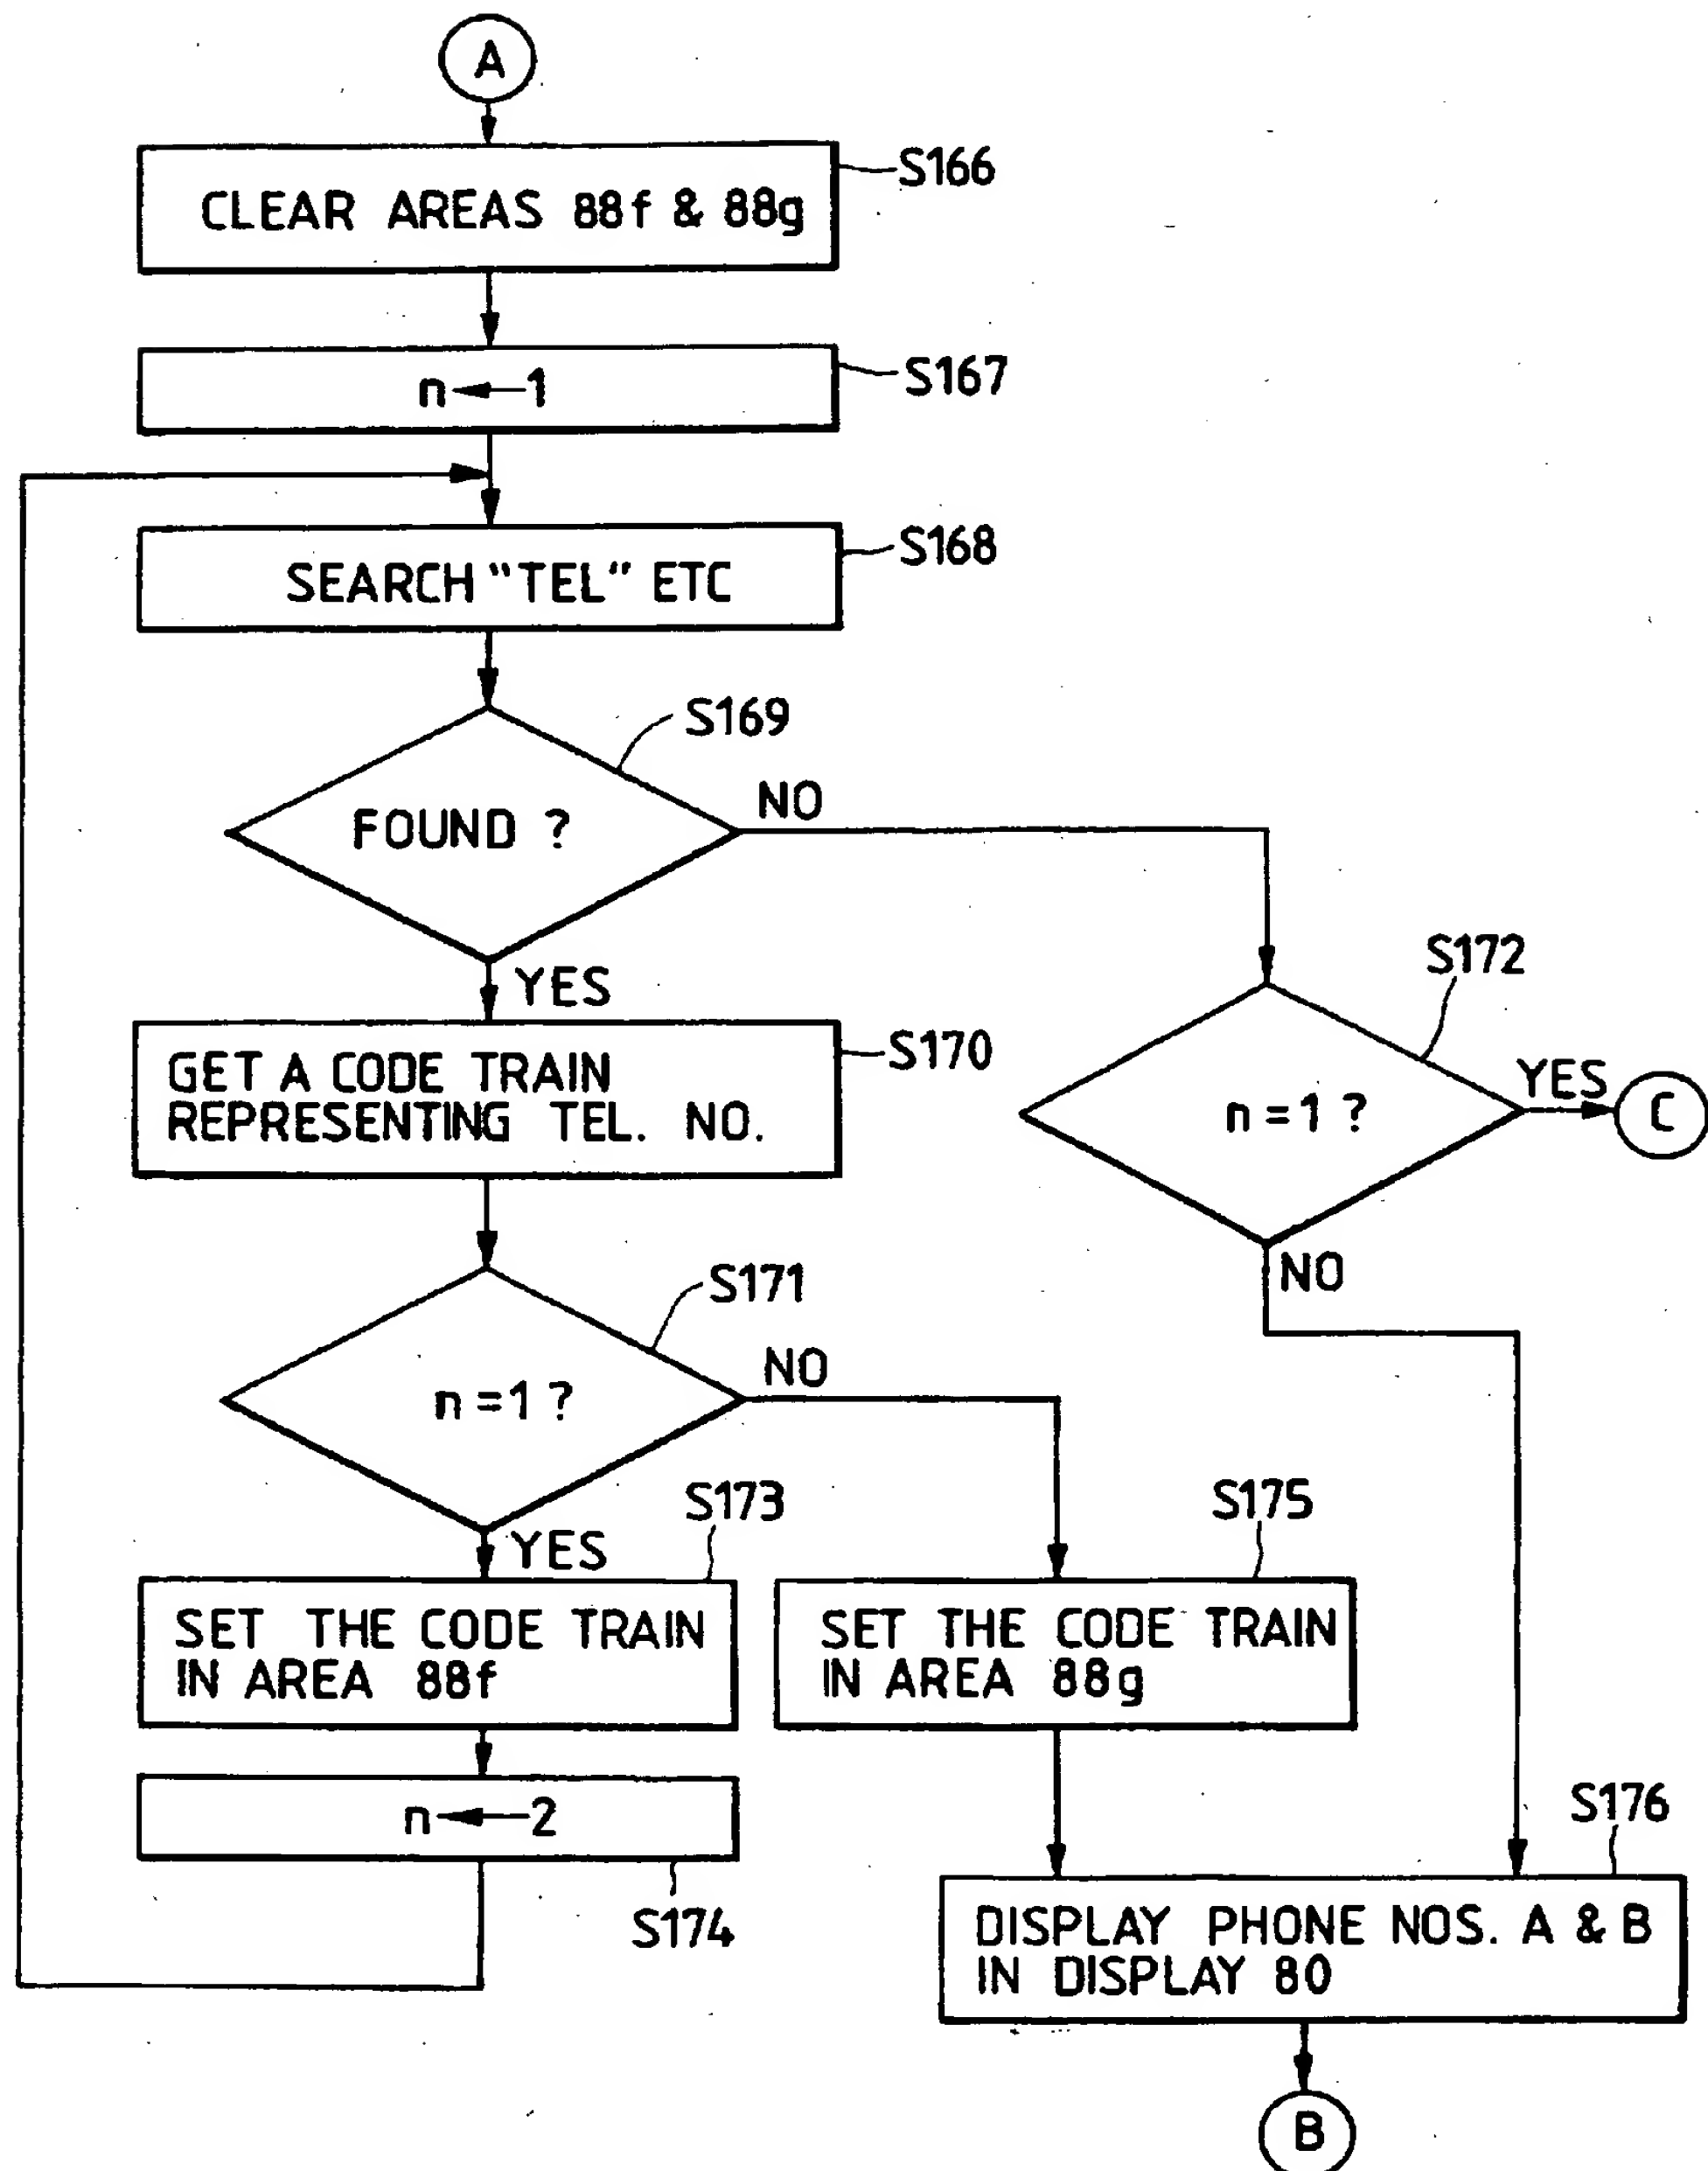 A
S166
CLEAR AREAS 88f & 88g
S167
n←1
S168
SEARCH "TEL" ETC
S169
FOUND ?
NO
YES
S170
GET A CODE TRAIN
REPRESENTING TEL. NO.
S172
n=1 ?
YES
C
NO
S171
n=1 ?
NO
YES
S173
SET THE CODE TRAIN
IN AREA 88f
S175
SET THE CODE TRAIN
IN AREA 88g
n←2
S174
S176
DISPLAY PHONE NOS. A & B
IN DISPLAY 80
B